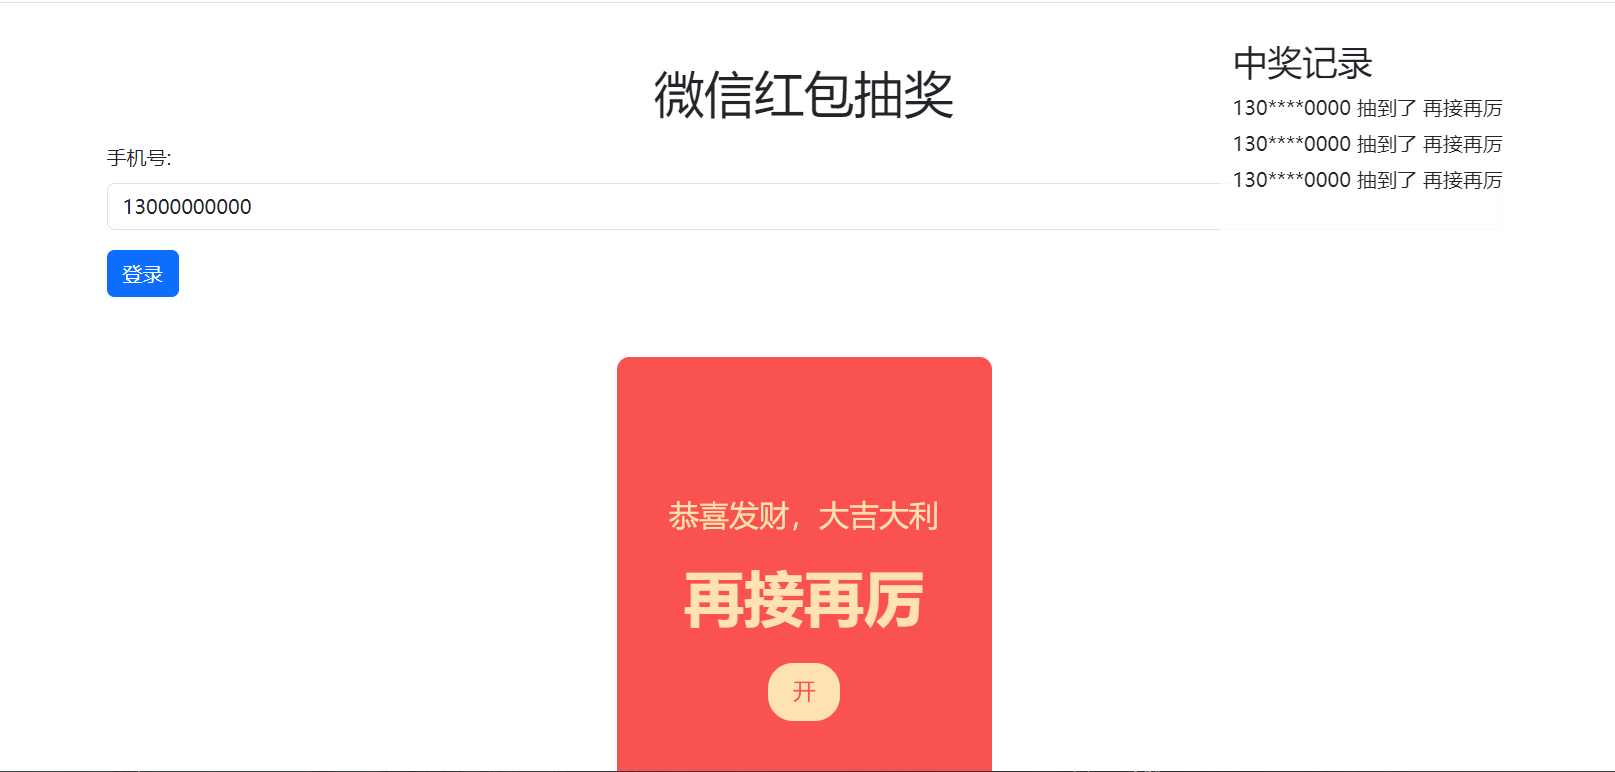 微信红包抽奖
手机号:
13000000000
登录
中奖记录
130****0000 抽到了 再接再厉
130****0000 抽到了 再接再厉
130****0000 抽到了 再接再厉
恭喜发财，大吉大利
再接再厉
开